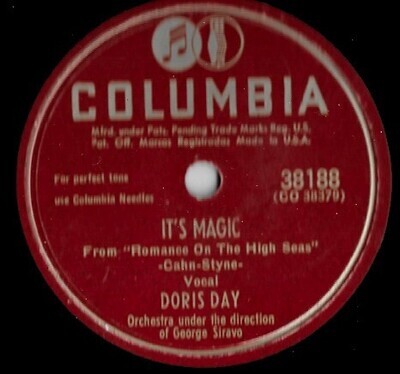 COLUMBIA
Mfrd. under Pats. Pending Trade Marks Reg. U.S.
Pat. Off. Marcas Registradas Made in U.S.A.
For perfect tone
use Columbia Needles
38188
(CO 38379)
IT'S MAGIC
From "Romance On The High Seas"
-Cahn-Styne-
Vocal
DORIS DAY
Orchestra under the direction
of George Siravo